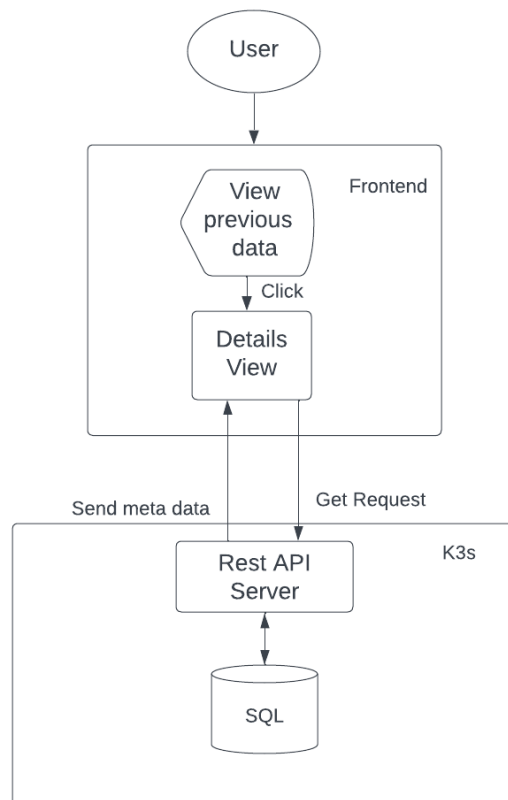 User
Frontend
View
previous
data
Click
Details
View
Send meta data
Get Request
K3s
Rest API
Server
SQL